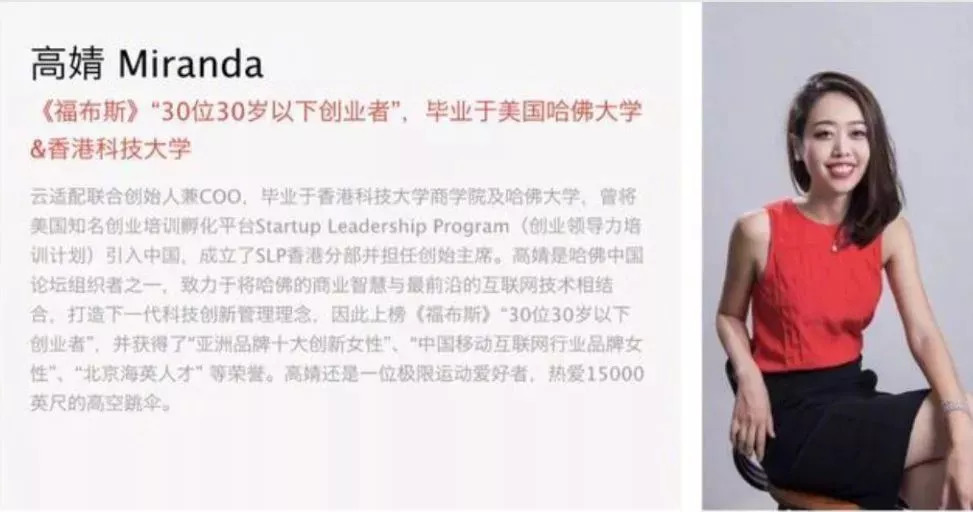 高婧 Miranda
《福布斯》“30位30岁以下创业者”，毕业于美国哈佛大学
&香港科技大学
云适配联合创始人兼COO，毕业于香港科技大学商学院及哈佛大学，曾将
美国知名创业培训孵化平台Startup Leadership Program（创业领导力培
训计划）引入中国，成立了SLP香港分部并担任创始主席。高婧是哈佛中国
论坛组织者之一，致力于将哈佛的商业智慧与最前沿的互联网技术相结
合，打造下一代科技创新管理理念，因此上榜《福布斯》“30位30岁以下
创业者”，并获得了“亚洲品牌十大创新女性”、“中国移动互联网行业品牌女
性”、“北京海英人才” 等荣誉。高婧还是一位极限运动爱好者，热爱15000
英尺的高空跳伞。